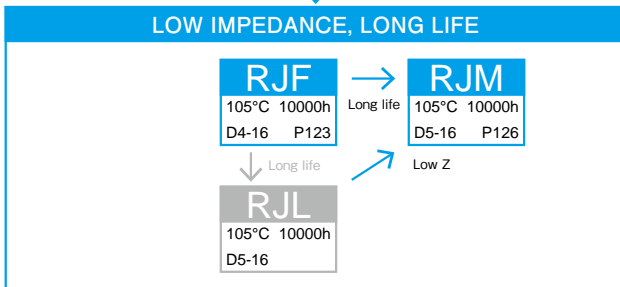 LOW IMPEDANCE, LONG LIFE
RJF
105°C 10000h
D4-16 P123
Long life
RJM
105°C 10000h
D5-16 P126
Long life
Low Z
RJL
105°C 10000h
D5-16